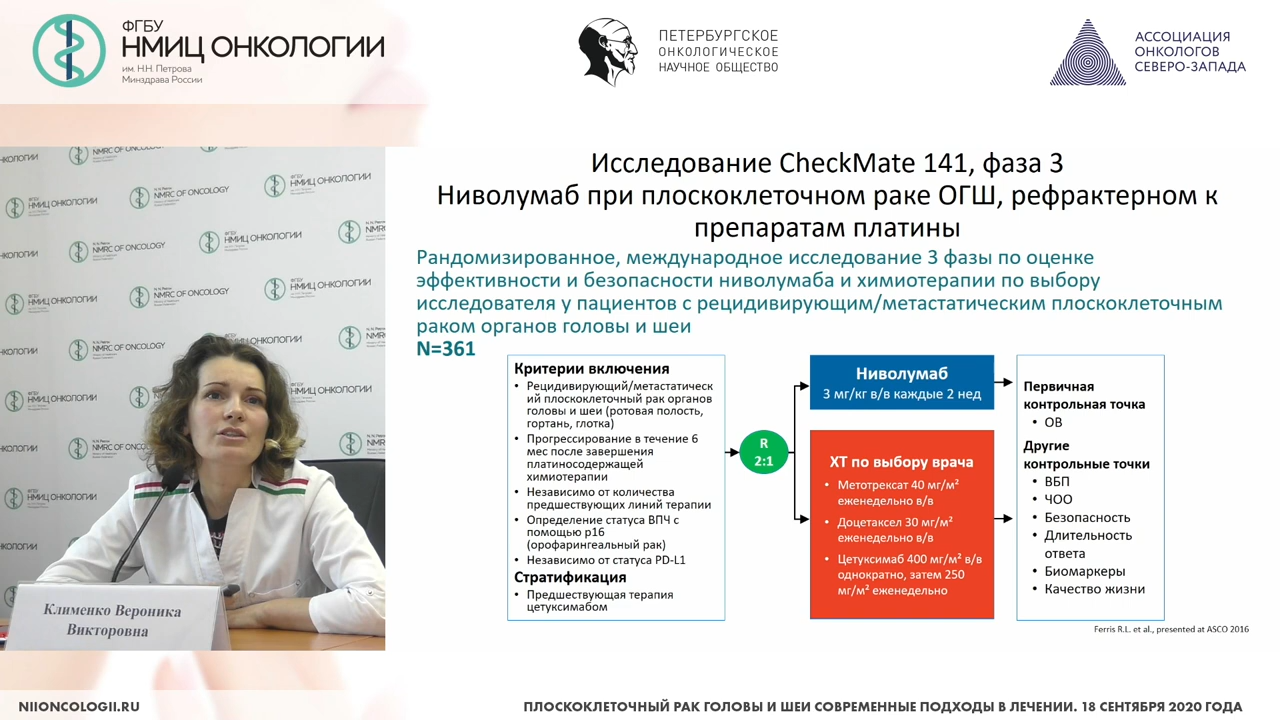 ФГБУ
НМИЦ ОНКОЛОГИИ
им. Н.Н. Петрова
Минздрава России
ПЕТЕРБУРГСКОЕ
ОНКОЛОГИЧЕСКОЕ
НАУЧНОЕ ОБЩЕСТВО
АССОЦИАЦИЯ
ОНКОЛОГОВ
СЕВЕРО-ЗАПАДА
НМИЦ ОНКОЛОГИИ
NMRC OF ONCOLOGY
Клименко Вероника
Викторовна
Исследование CheckMate 141, фаза 3
Ниволумаб при плоскоклеточном раке ОГШ, рефрактерном к
препаратам платины
Рандомизированное, международное исследование 3 фазы по оценке
эффективности и безопасности ниволумаба и химиотерапии по выбору
исследователя у пациентов с рецидивирующим/метастатическим плоскоклеточным
раком органов головы и шеи
N=361
Критерии включения
• Рецидивирующий/метастатическ
ий плоскоклеточный рак органов
головы и шеи (ротовая полость,
гортань, глотка)
• Прогрессирование в течение 6
мес после завершения
платиносодержащей
химиотерапии
• Независимо от количества
предшествующих линий терапии
• Определение статуса ВПЧ с
помощью p16
(орофарингеальный рак)
• Независимо от статуса PD-L1
Стратификация
• Предшествующая терапия
цетуксимабом
R
2:1
Ниволумаб
3 мг/кг в/в каждые 2 нед
ХТ по выбору врача
• Метотрексат 40 мг/м²
еженедельно в/в
• Доцетаксел 30 мг/м²
еженедельно в/в
• Цетуксимаб 400 мг/м² в/в
однократно, затем 250
мг/м² еженедельно
Первичная
контрольная точка
• ОВ
Другие
контрольные точки
• ВБП
• ЧОО
• Безопасность
• Длительность
ответа
• Биомаркеры
• Качество жизни
Ferris R.L. et al., presented at ASCO 2016
NIIONCOLOGII.RU
ПЛОСКОКЛЕТОЧНЫЙ РАК ГОЛОВЫ И ШЕИ СОВРЕМЕННЫЕ ПОДХОДЫ В ЛЕЧЕНИИ. 18 СЕНТЯБРЯ 2020 ГОДА